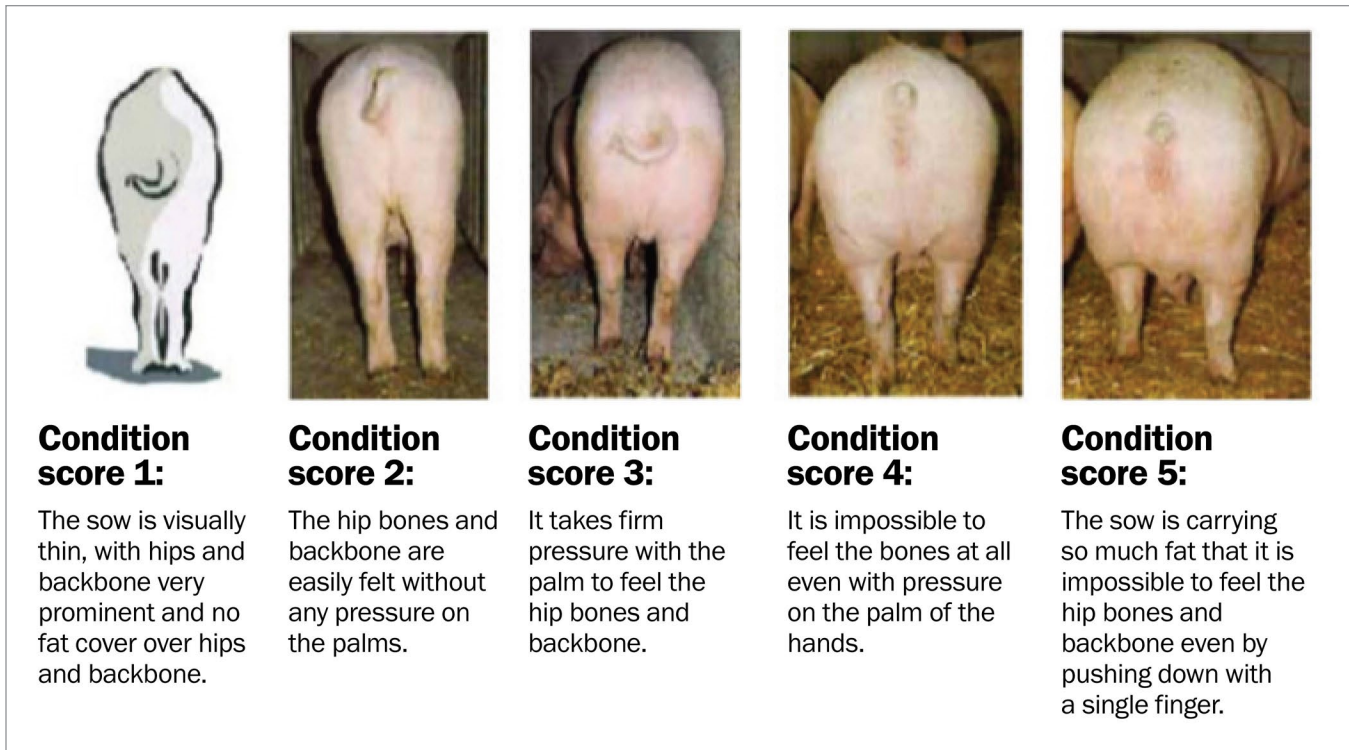 Condition
score 1:
The sow is visually
thin, with hips and
backbone very
prominent and no
fat cover over hips
and backbone.
Condition
score 2:
The hip bones and
backbone are
easily felt without
any pressure on
the palms.
Condition
score 3:
It takes firm
pressure with the
palm to feel the
hip bones and
backbone.
Condition
score 4:
It is impossible to
feel the bones at all
even with pressure
on the palm of the
hands.
Condition
score 5:
The sow is carrying
so much fat that it is
impossible to feel the
hip bones and
backbone even by
pushing down with
a single finger.